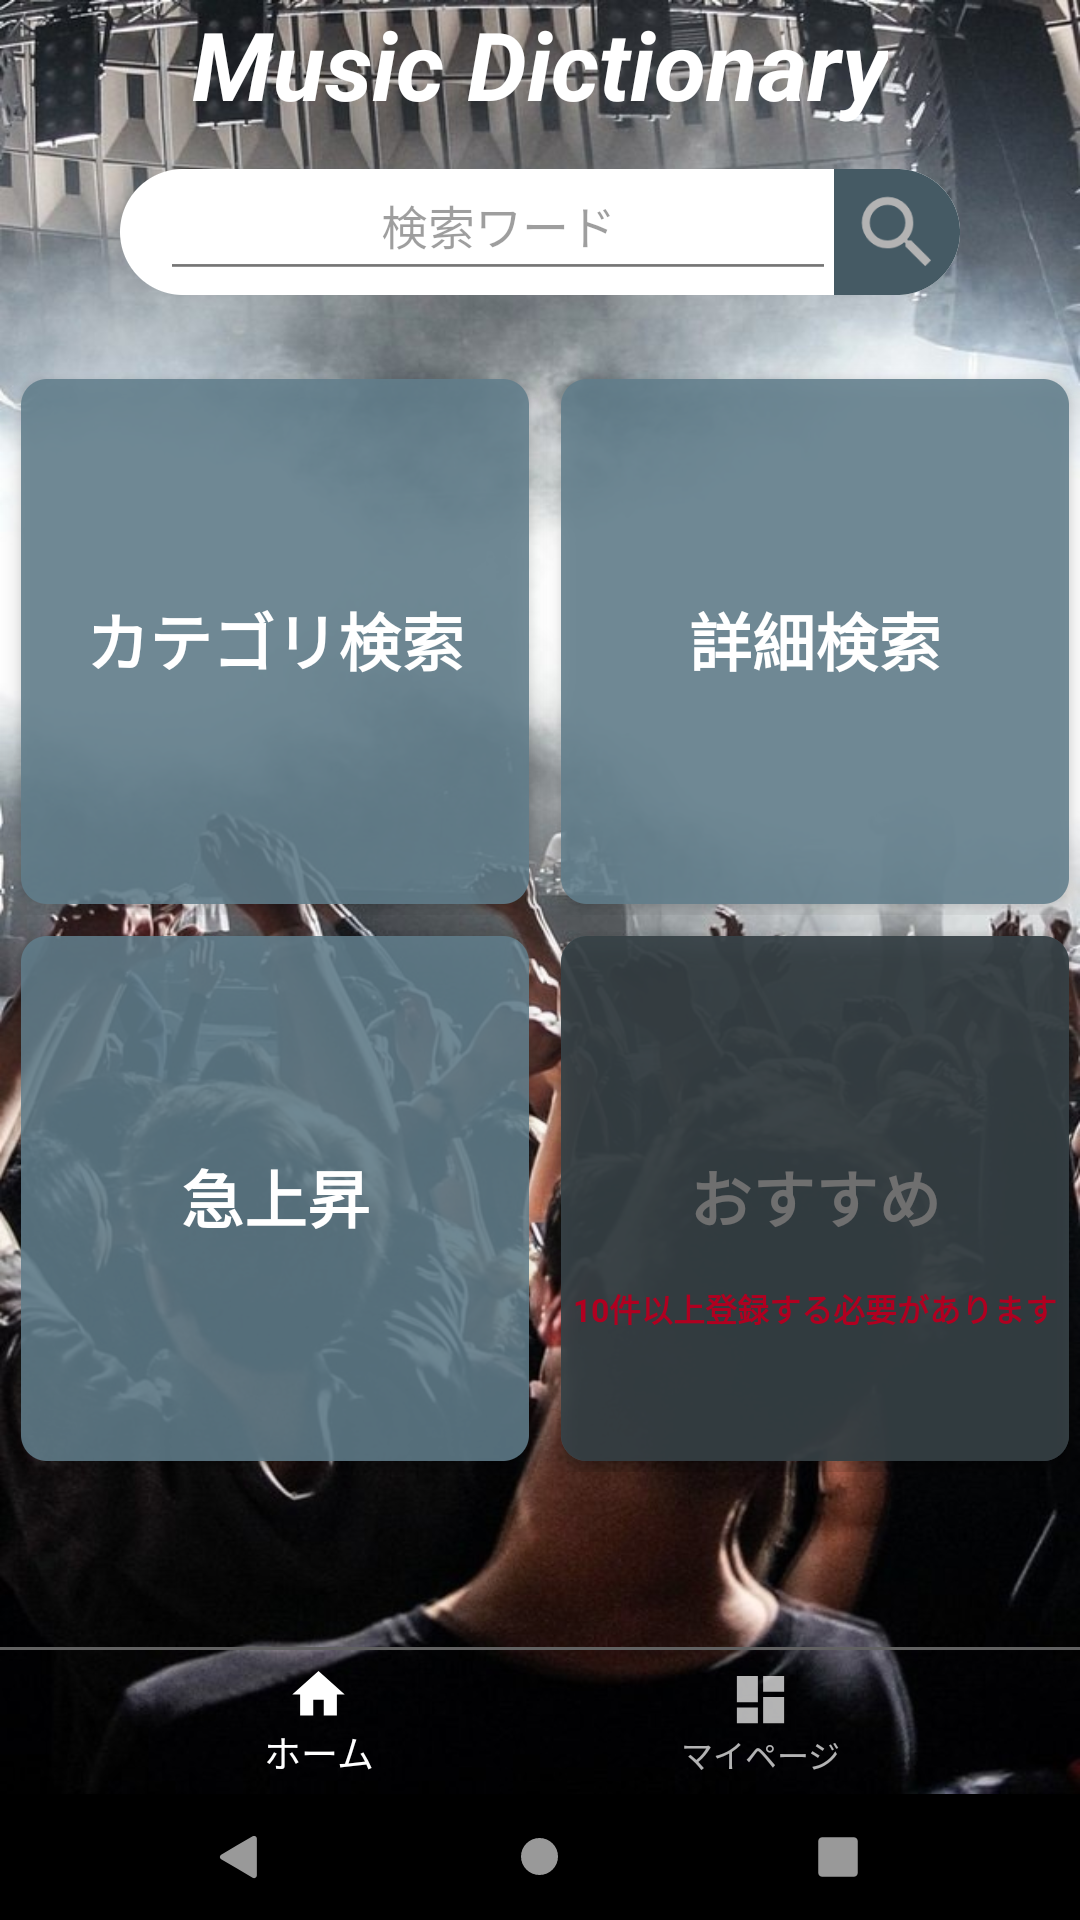 Music Dictionary
検索ワード
カテゴリ検索
詳細検索
急上昇
おすすめ
10件以上登録する必要があります
ホーム
マイページ